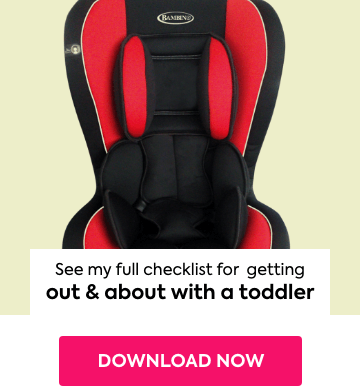 BAMBINO
See my full checklist for getting
out & about with a toddler
DOWNLOAD NOW